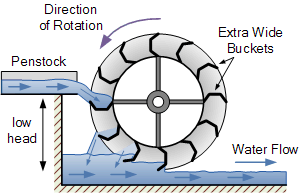 Direction
of Rotation
Extra Wide
Buckets
Penstock
low
head
Water Flow